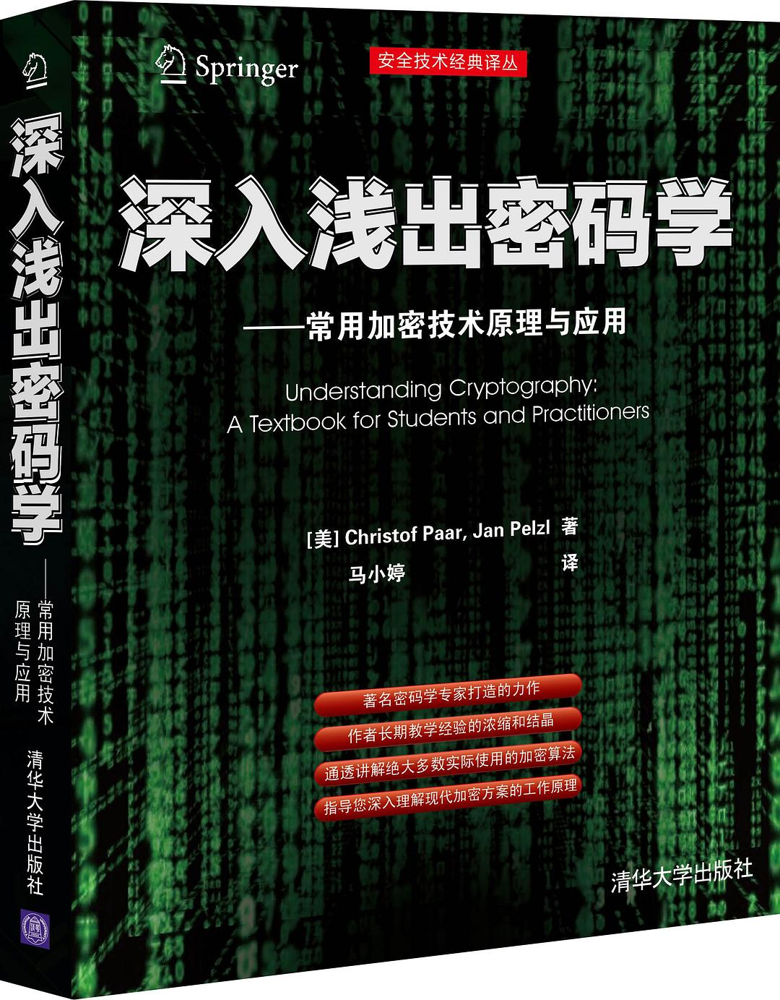 Springer
安全技术经典译丛
深入浅出密码学
——常用加密技术原理与应用
Understanding Cryptography:
A Textbook for Students and Practitioners
[美] Christof Paar, Jan Pelzl 著
马小婷 译
著名密码学专家打造的力作
作者长期教学经验的浓缩和结晶
通透讲解绝大多数实际使用的加密算法
指导您深入理解现代加密方案的工作原理
清华大学出版社
深入浅出密码学
——常用加密技术
原理与应用
清华大学出版社